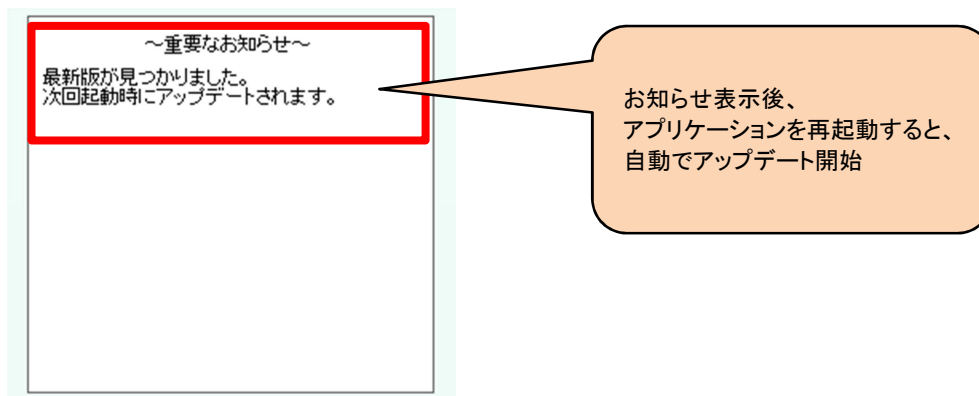 ～重要なお知らせ～
最新版が見つかりました。
次回起動時にアップデートされます。
お知らせ表示後、
アプリケーションを再起動すると、
自動でアップデート開始